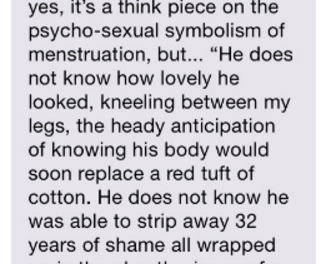 yes, it's a think piece on the
psycho-sexual symbolism of
menstruation, but... “He does
not know how lovely he
looked, kneeling between my
legs, the heady anticipation
of knowing his body would
soon replace a red tuft of
cotton. He does not know he
was able to strip away 32
years of shame all wrapped